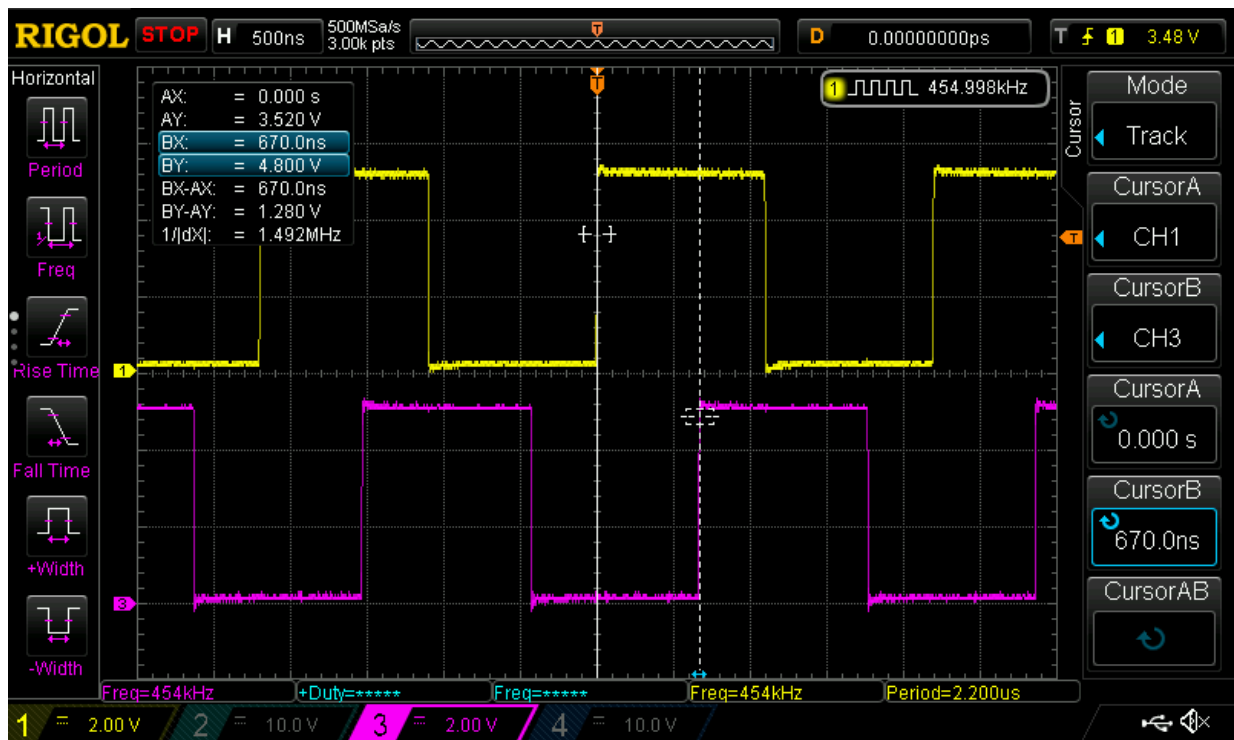 RIGOL STOP H 500ns 500MSa/s 3.00k pts T D 0.00000000ps T 1 3.48 V
Horizontal
Period
Freq
Rise Time
Fall Time
+Width
-Width
AX: = 0.000 s
AY: = 3.520 V
BX: = 670.0ns
BY: = 4.800 V
BX-AX: = 670.0ns
BY-AY: = 1.280 V
1/|dX|: = 1.492MHz
T
1 454.998kHz
T
1
3
Cursor
Mode
Track
CursorA
CH1
CursorB
CH3
CursorA
0.000 s
CursorB
670.0ns
CursorAB
Freq=454kHz +Duty=***** Freq=***** Freq=454kHz Period=2.200us
1 = 2.00 V 2 = 10.0 V 3 = 2.00 V 4 = 10.0 V